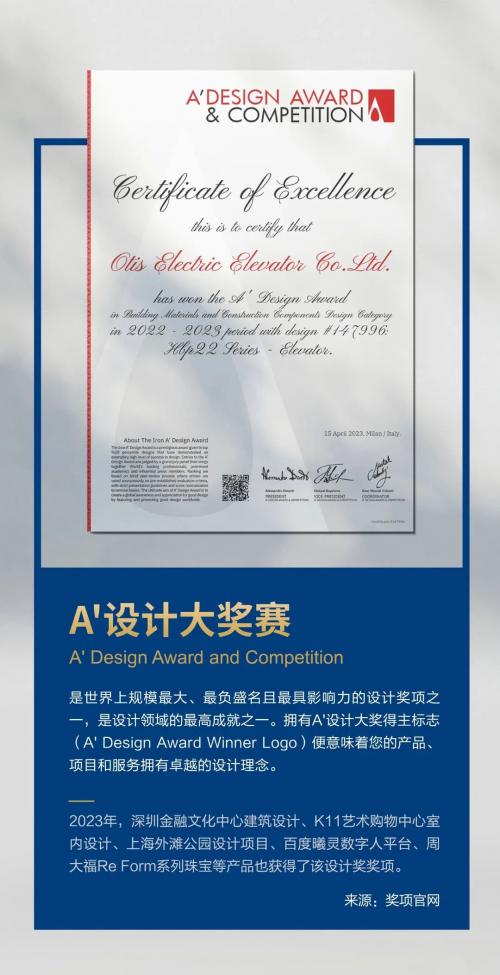 A'DESIGN AWARD
& COMPETITION
Certificate of Excellence
this is to certify that
Otis Electric Elevator Co.Ltd.
has won the A' Design Award
in Building Materials and Construction Components Design Category
in 2022 - 2023 period with design #147996:
Hbp22 Series - Elevator.
15 April 2023, Milan / Italy.
About The Iron A' Design Award
PRESIDENT
VICE-PRESIDENT
COORDINATOR
A'设计大奖赛
A' Design Award and Competition
是世界上规模最大、最负盛名且最具影响力的设计奖项之
一，是设计领域的最高成就之一。拥有A'设计大奖得主标志
（A' Design Award Winner Logo）便意味着您的产品、
项目和服务拥有卓越的设计理念。
2023年，深圳金融文化中心建筑设计、K11艺术购物中心室
内设计、上海外滩公园设计项目、百度曦灵数字人平台、周
大福Re Form系列珠宝等产品也获得了该设计奖奖项。
来源：奖项官网